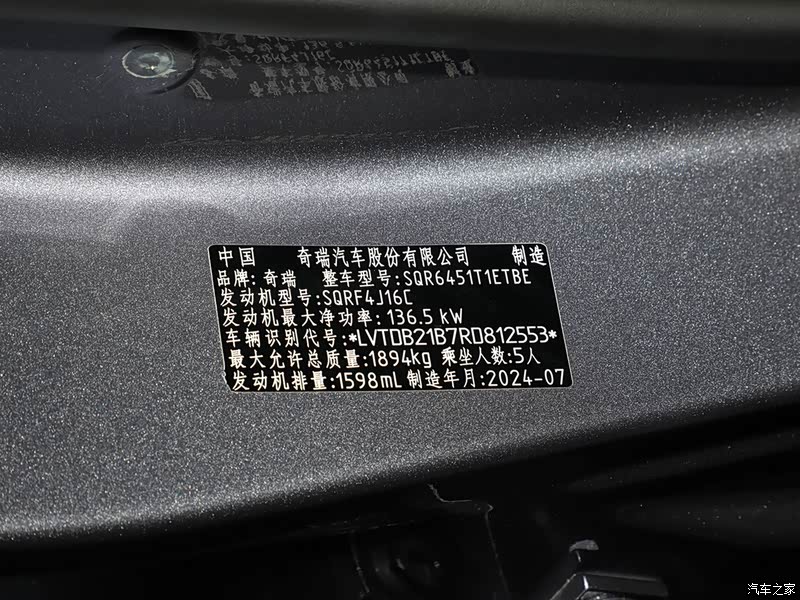 中国 奇瑞汽车股份有限公司 制造
品牌: 奇瑞 整车型号:SQR6451T1ETBE
发动机型号:SQRF4J16C
发动机最大净功率: 136.5 kW
车辆识别代号:*LVTDB21B7RD812553*
最大允许总质量:1894kg 乘坐人数:5人
发动机排量:1598mL 制造年月:2024-07
汽车之家